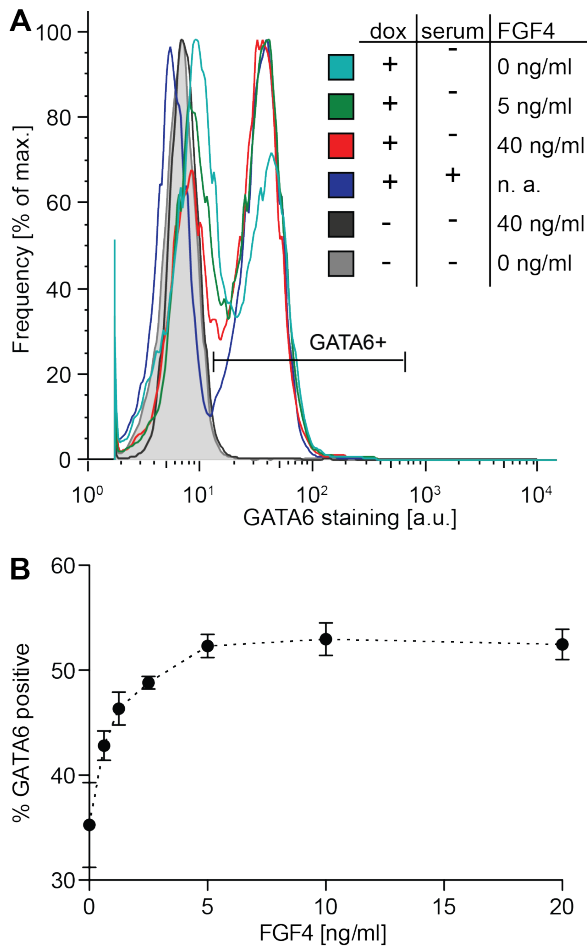 A
dox serum FGF4
+ - 0 ng/ml
+ - 5 ng/ml
+ - 40 ng/ml
+ + n. a.
- - 40 ng/ml
- - 0 ng/ml
GATA6+
Frequency [% of max.]
100
80
60
40
20
0
10⁰ 10¹ 10² 10³ 10⁴
GATA6 staining [a.u.]
B
% GATA6 positive
60
50
40
30
0 5 10 15 20
FGF4 [ng/ml]